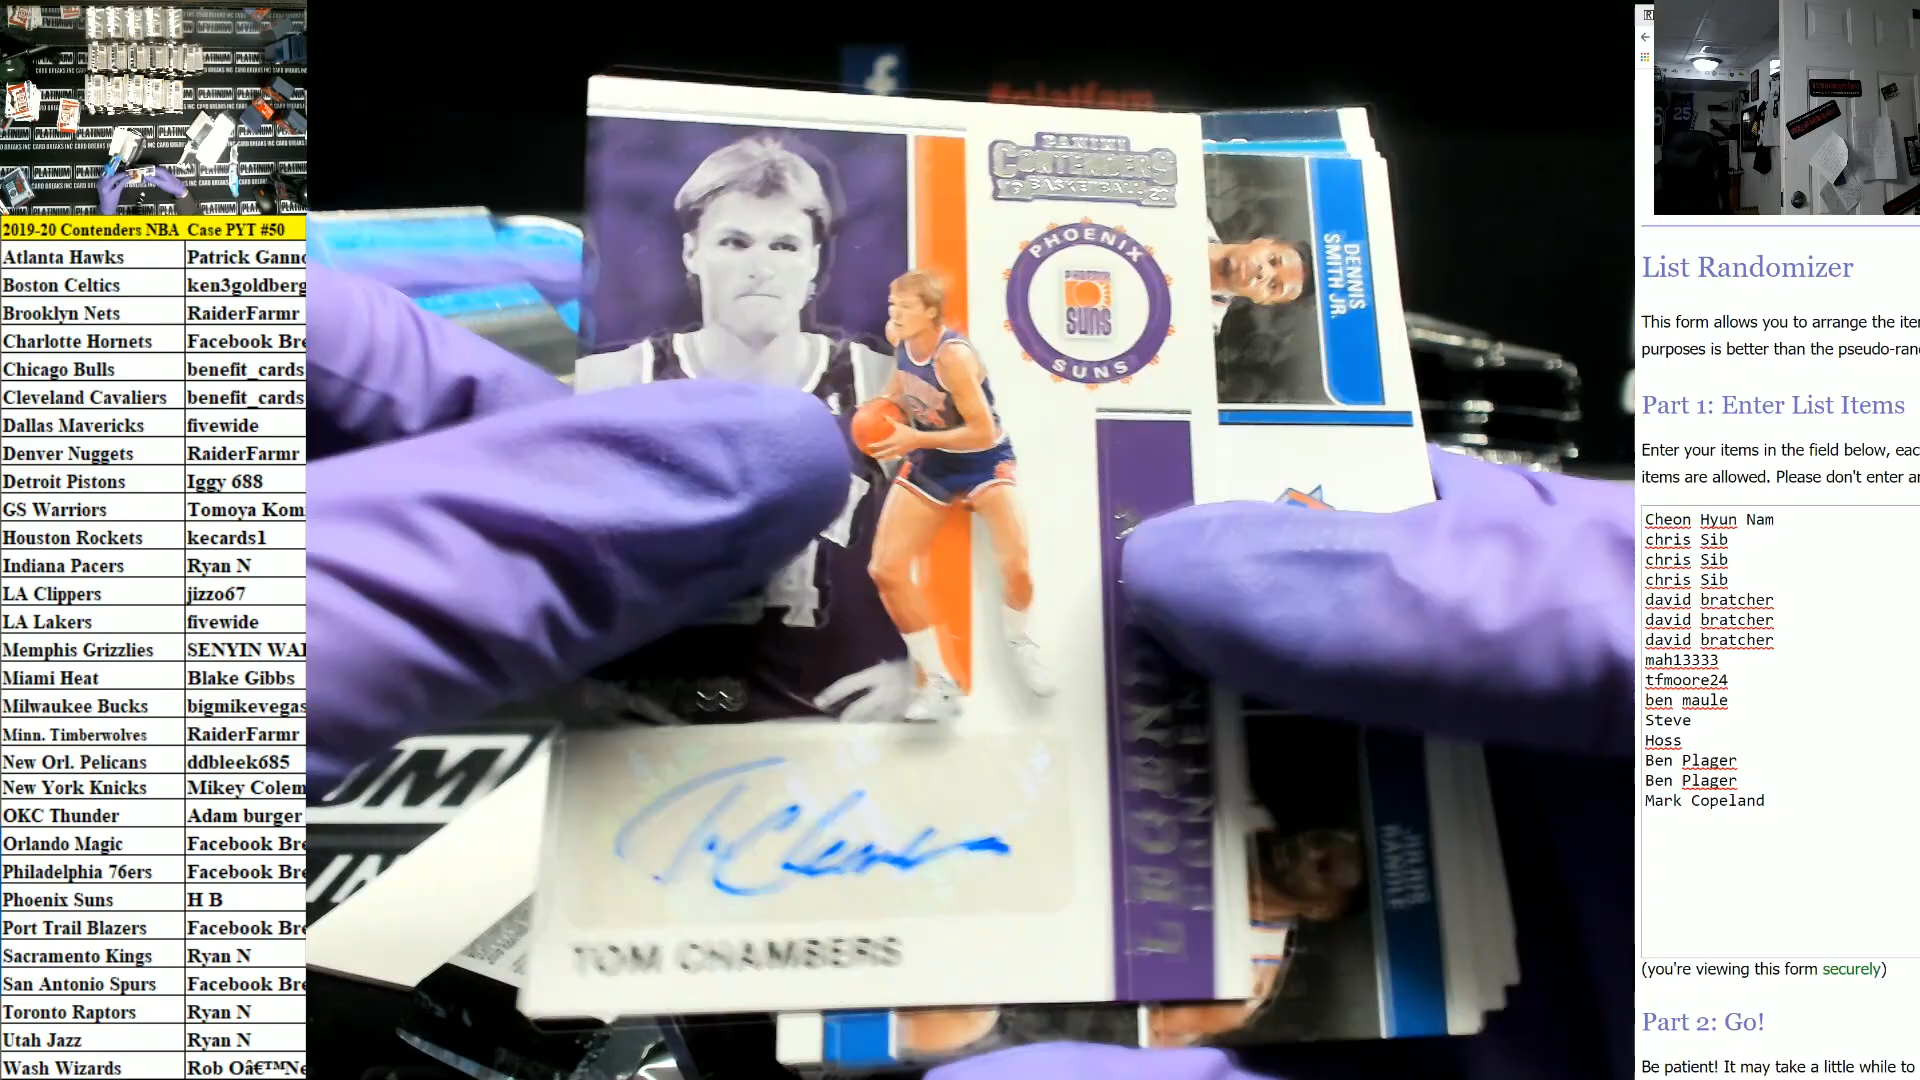 2019-20 Contenders NBA Case PYT #50
Atlanta Hawks Patrick Ganno
Boston Celtics ken3goldberg
Brooklyn Nets RaiderFarmr
Charlotte Hornets Facebook Bre
Chicago Bulls benefit_cards
Cleveland Cavaliers benefit_cards
Dallas Mavericks fivewide
Denver Nuggets RaiderFarmr
Detroit Pistons Iggy 688
GS Warriors Tomoya Kom
Houston Rockets kecards1
Indiana Pacers Ryan N
LA Clippers jizzo67
LA Lakers fivewide
Memphis Grizzlies SENYIN WAI
Miami Heat Blake Gibbs
Milwaukee Bucks bigmikevegas
Minn. Timberwolves RaiderFarmr
New Orl. Pelicans ddbleek685
New York Knicks Mikey Colem
OKC Thunder Adam burger
Orlando Magic Facebook Bre
Philadelphia 76ers Facebook Bre
Phoenix Suns H B
Port Trail Blazers Facebook Bre
Sacramento Kings Ryan N
San Antonio Spurs Facebook Bre
Toronto Raptors Ryan N
Utah Jazz Ryan N
Wash Wizards Rob Oâ€™Ne
PANINI
CONTENDERS
19 BASKETBALL 20
PHOENIX
SUNS
SUNS
DENNIS
SMITH JR.
TOM CHAMBERS
List Randomizer
This form allows you to arrange the iter
purposes is better than the pseudo-ran
Part 1: Enter List Items
Enter your items in the field below, eac
items are allowed. Please don't enter a
Cheon Hyun Nam
chris Sib
chris Sib
chris Sib
david bratcher
david bratcher
david bratcher
mah13333
tfmoore24
ben maule
Steve
Hoss
Ben Plager
Ben Plager
Mark Copeland
(you're viewing this form securely)
Part 2: Go!
Be patient! It may take a little while to